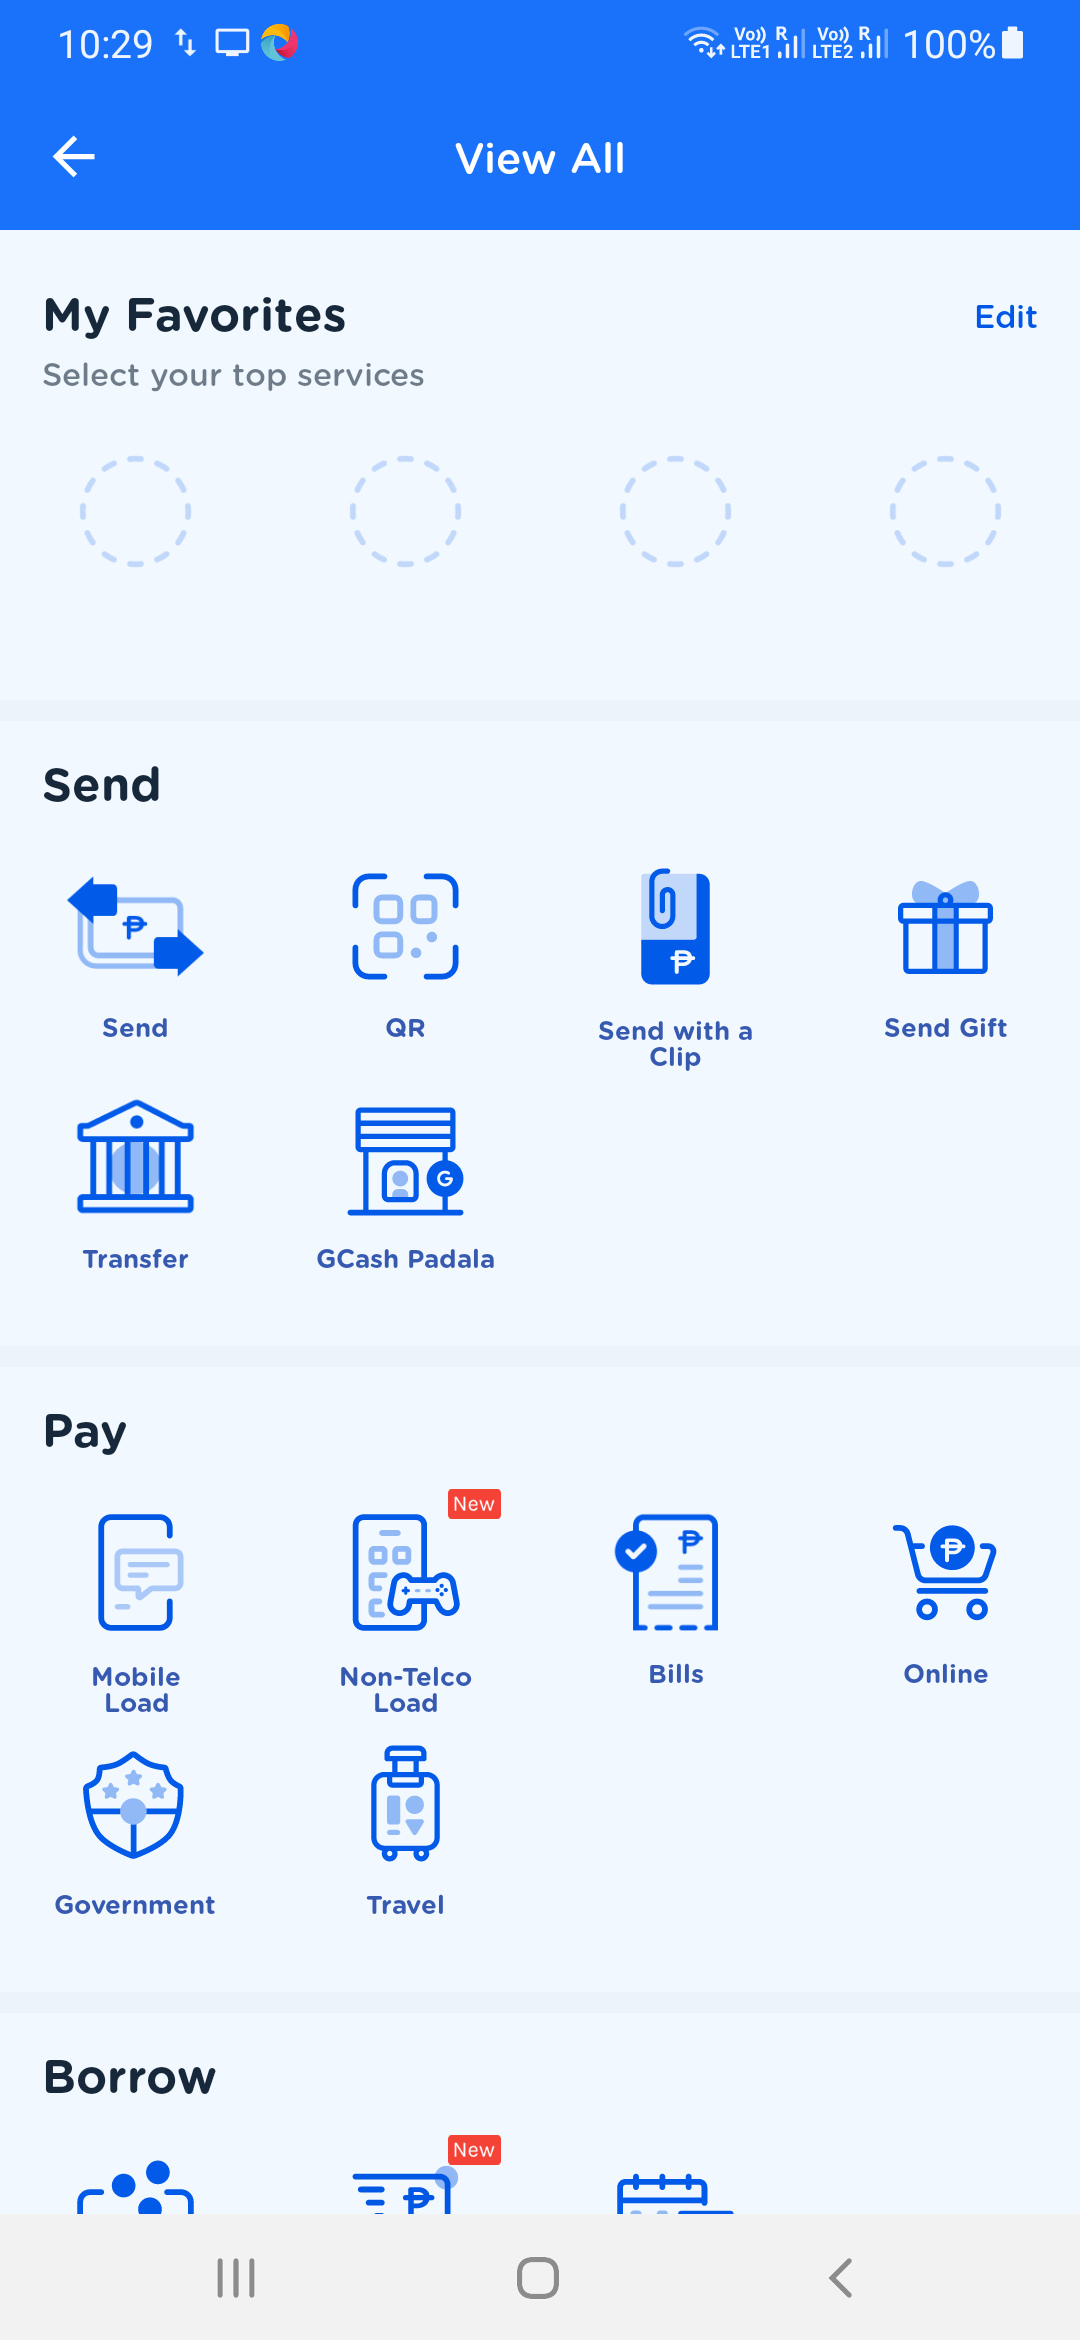 10:29
Vo)) R Vo)) R
LTE1 LTE2 100%
View All
My Favorites
Edit
Select your top services
Send
₱
₱
Send
QR
Send with a
Clip
Send Gift
G
Transfer
GCash Padala
Pay
New
₱
₱
Mobile
Load
Non-Telco
Load
Bills
Online
Government
Travel
Borrow
New
₱